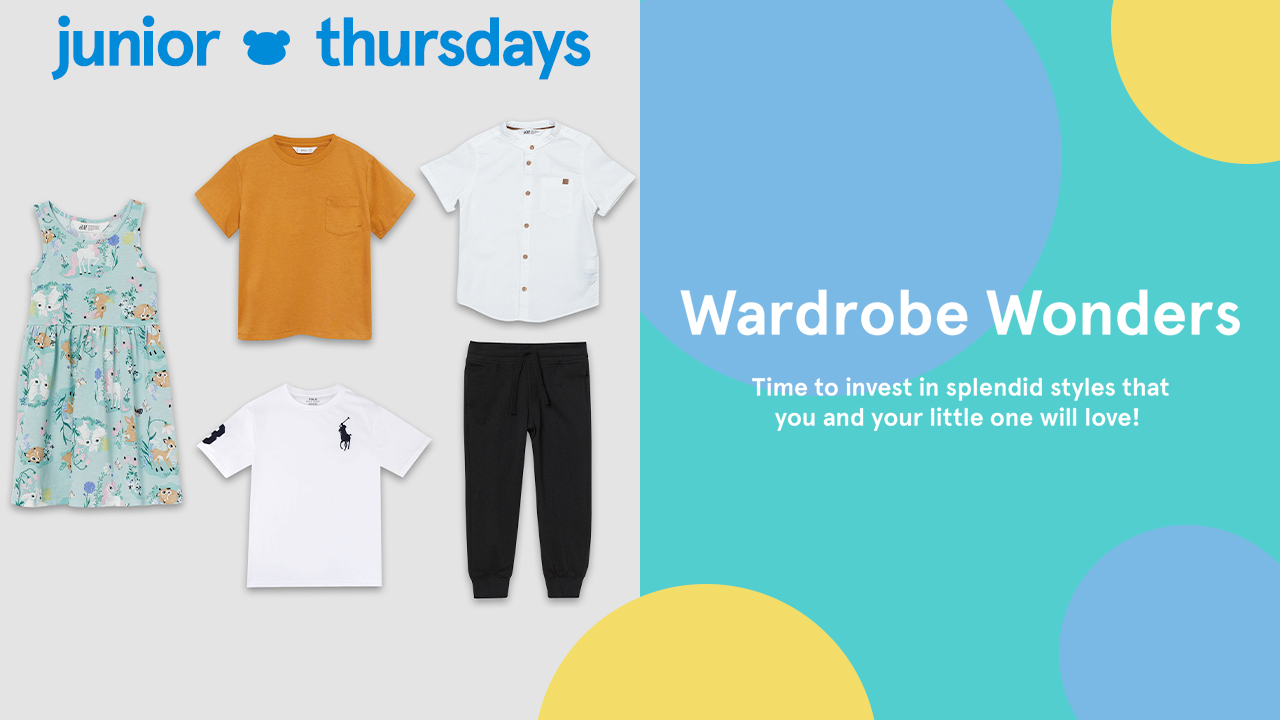 junior thursdays
Wardrobe Wonders
Time to invest in splendid styles that
you and your little one will love!